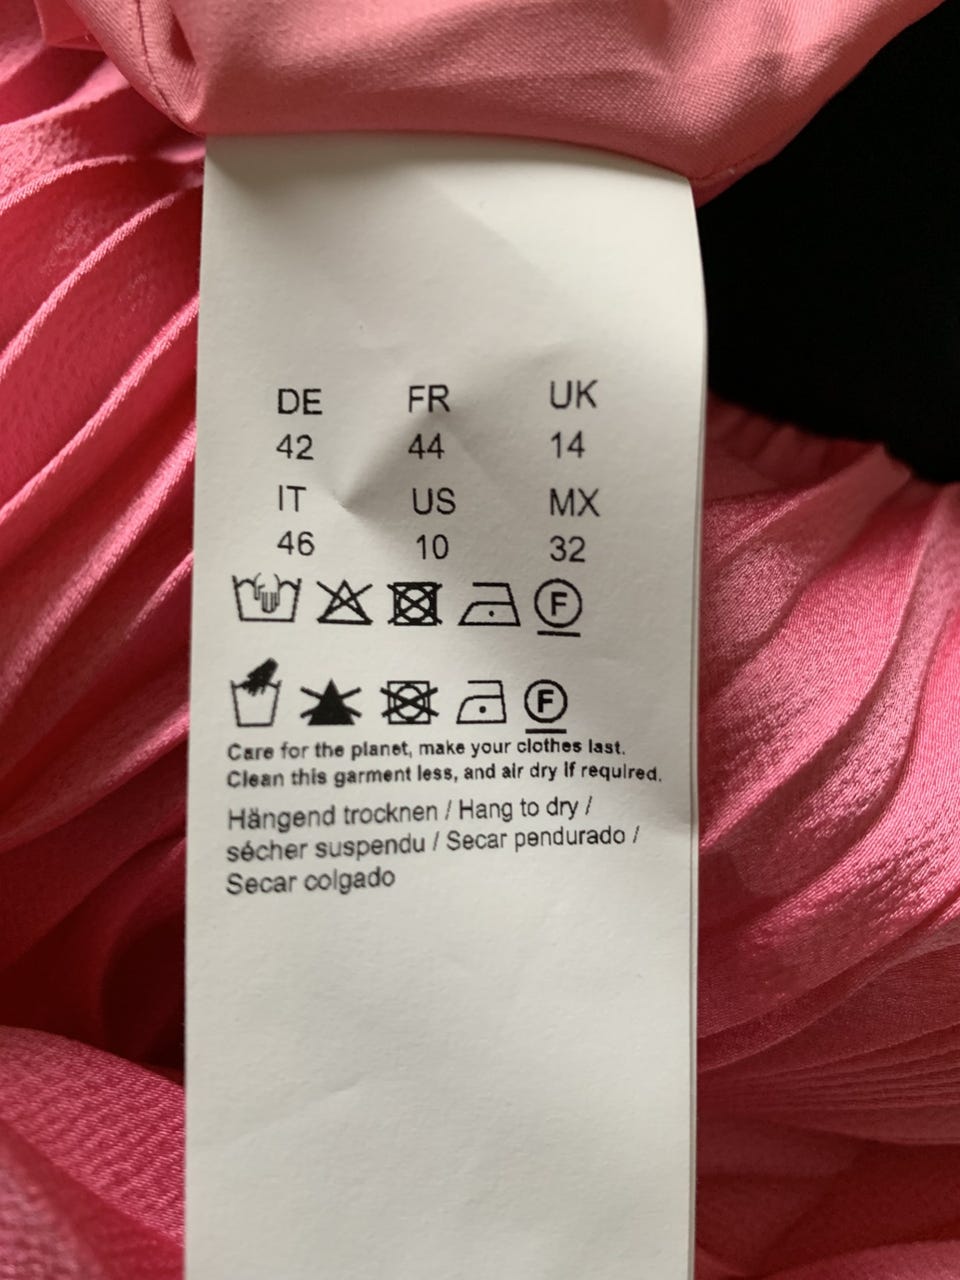 DE FR UK
42 44 14
IT US MX
46 10 32
F
F
Care for the planet, make your clothes last.
Clean this garment less, and air dry if required.
Hängend trocknen / Hang to dry /
sécher suspendu / Secar pendurado /
Secar colgado